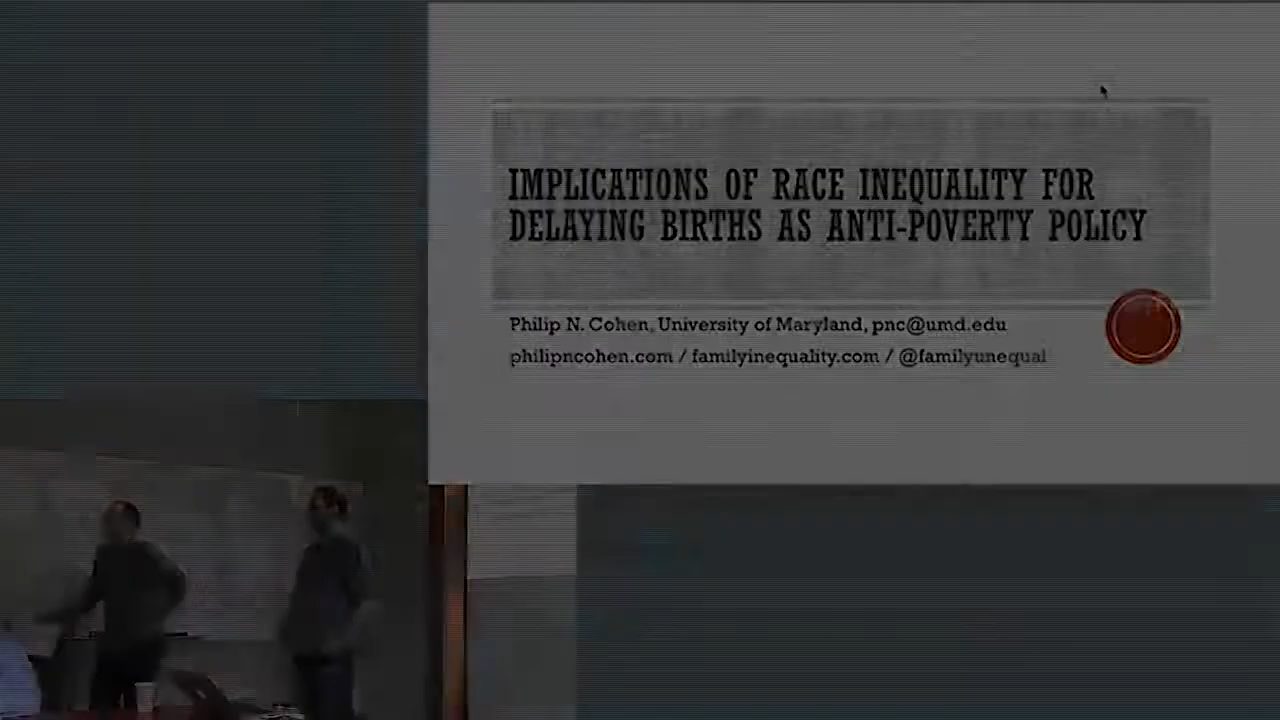 IMPLICATIONS OF RACE INEQUALITY FOR
DELAYING BIRTHS AS ANTI-POVERTY POLICY
Philip N. Cohen, University of Maryland, pnc@umd.edu
philipncohen.com / familyinequality.com / @familyunequal